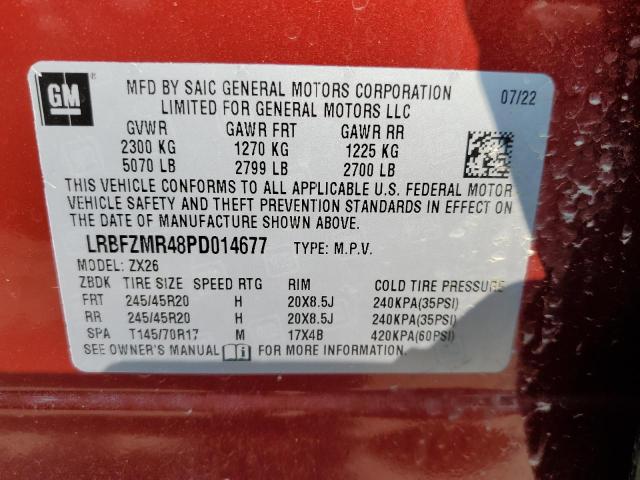 GM
®
MFD BY SAIC GENERAL MOTORS CORPORATION
LIMITED FOR GENERAL MOTORS LLC
07/22
GVWR GAWR FRT GAWR RR
2300 KG 1270 KG 1225 KG
5070 LB 2799 LB 2700 LB
THIS VEHICLE CONFORMS TO ALL APPLICABLE U.S. FEDERAL MOTOR
VEHICLE SAFETY AND THEFT PREVENTION STANDARDS IN EFFECT ON
THE DATE OF MANUFACTURE SHOWN ABOVE.
LRBFZMR48PD014677 TYPE: M.P.V.
MODEL: ZX26
ZBDK TIRE SIZE SPEED RTG RIM COLD TIRE PRESSURE
FRT 245/45R20 H 20X8.5J 240KPA(35PSI)
RR 245/45R20 H 20X8.5J 240KPA(35PSI)
SPA T145/70R17 M 17X4B 420KPA(60PSI)
SEE OWNER'S MANUAL FOR MORE INFORMATION.